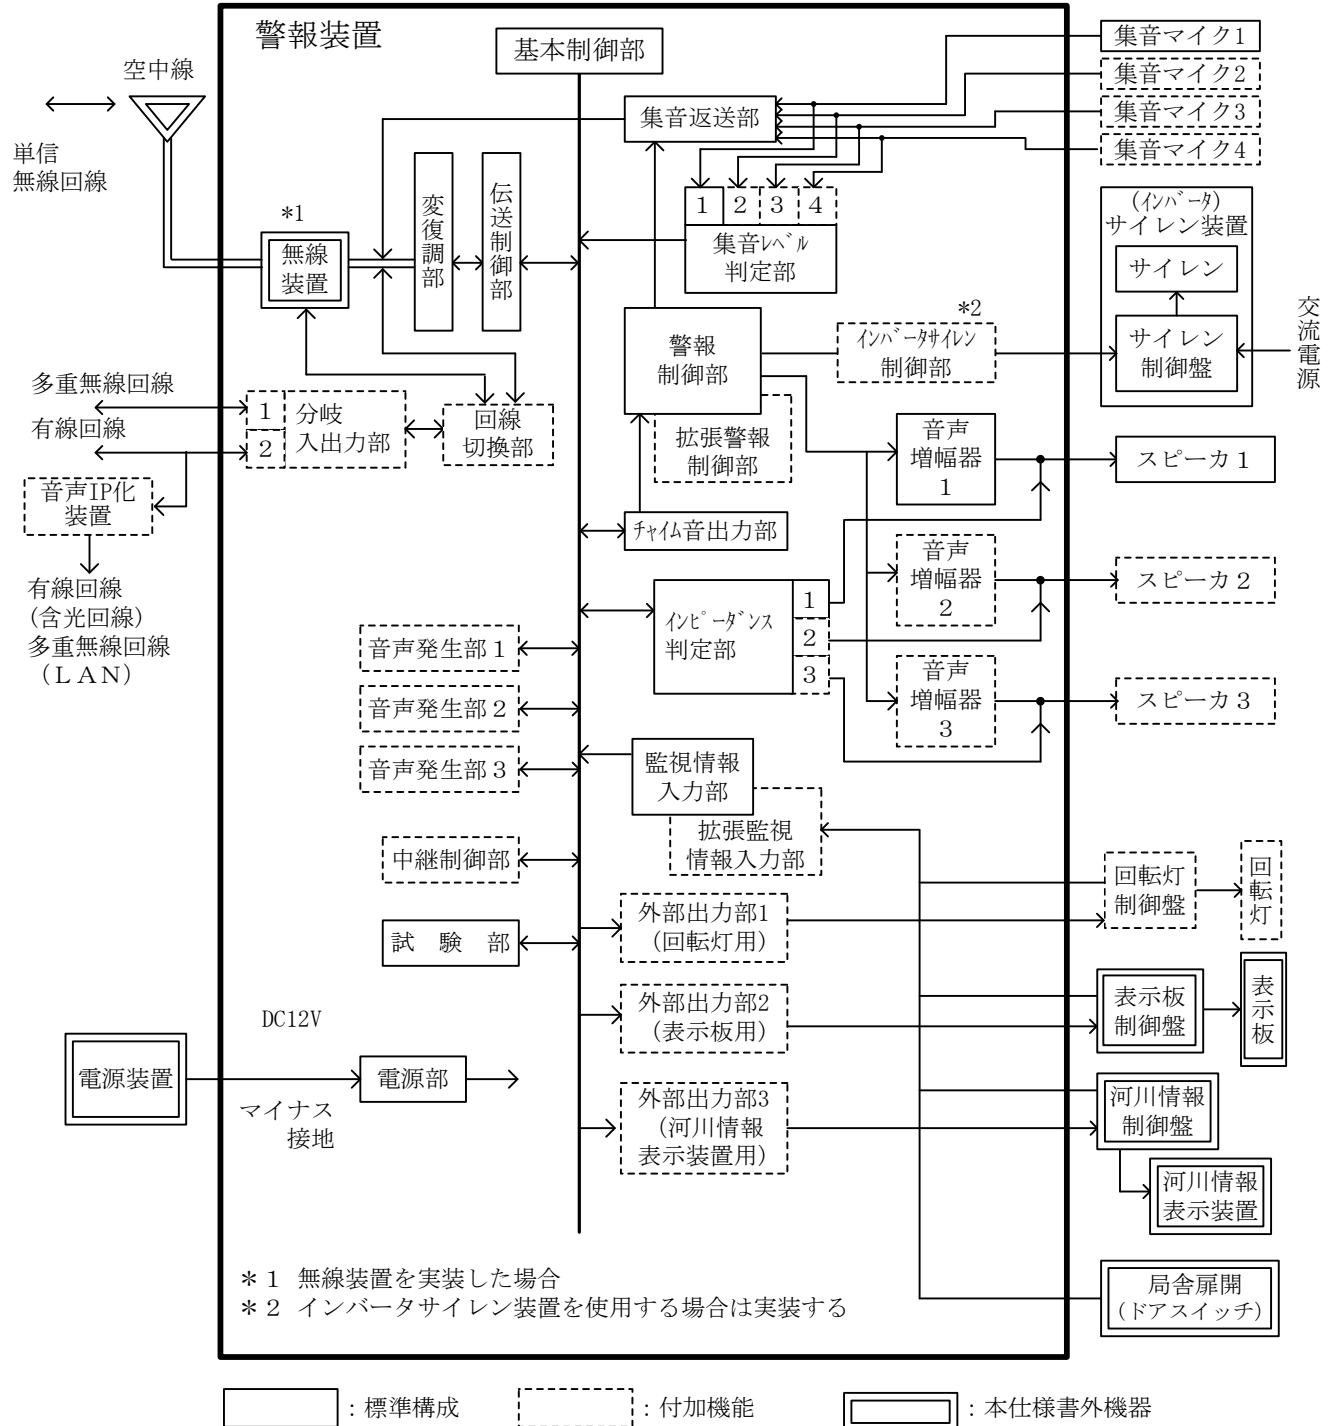 警報装置
基本制御部
集音マイク1
集音マイク2
集音マイク3
集音マイク4
空中線
単信
無線回線
集音返送部
変復調部
伝送制御部
*1
無線
装置
1 2 3 4
集音ﾚﾍﾞﾙ
判定部
(ｲﾝﾊﾞｰﾀ)
サイレン装置
サイレン
サイレン
制御盤
交流電源
*2
ｲﾝﾊﾞｰﾀｻｲﾚﾝ
制御部
警報
制御部
拡張警報
制御部
多重無線回線
有線回線
1
2
分岐
入出力部
回線
切換部
音声IP化
装置
有線回線
(含光回線)
多重無線回線
(ＬＡＮ)
音声
増幅器
1
スピーカ1
ﾁｬｲﾑ音出力部
音声
増幅器
2
スピーカ2
ｲﾝﾋﾟｰﾀﾞﾝｽ
判定部
1
2
3
音声
増幅器
3
スピーカ3
音声発生部1
音声発生部2
音声発生部3
監視情報
入力部
拡張監視
情報入力部
中継制御部
試 験 部
外部出力部1
(回転灯用)
回転灯
制御盤
回転灯
外部出力部2
(表示板用)
表示板
制御盤
表示板
DC12V
電源装置
電源部
マイナス
接地
外部出力部3
(河川情報
表示装置用)
河川情報
制御盤
河川情報
表示装置
局舎扉開
(ドアスイッチ)
＊１ 無線装置を実装した場合
＊２ インバータサイレン装置を使用する場合は実装する
：標準構成
：付加機能
：本仕様書外機器